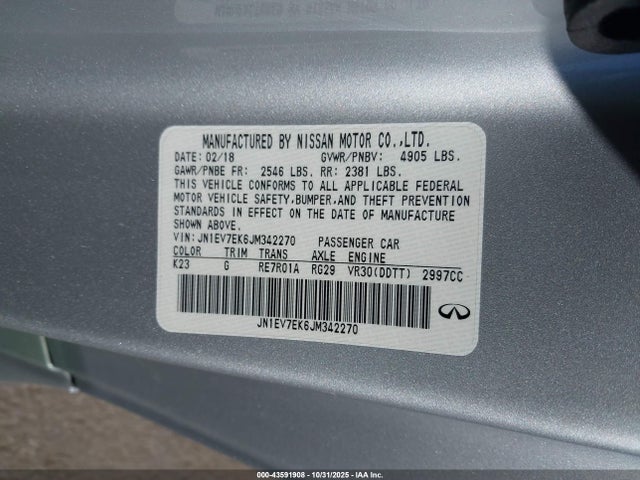 MANUFACTURED BY NISSAN MOTOR CO.,LTD.
DATE: 02/18 GVWR/PNBV: 4905 LBS.
GAWR/PNBE FR: 2546 LBS. RR: 2381 LBS.
THIS VEHICLE CONFORMS TO ALL APPLICABLE FEDERAL
MOTOR VEHICLE SAFETY,BUMPER,AND THEFT PREVENTION
STANDARDS IN EFFECT ON THE DATE OF MANUFACTURE
SHOWN ABOVE.
VIN: JN1EV7EK6JM342270 PASSENGER CAR
COLOR TRIM TRANS AXLE ENGINE
K23 G RE7R01A RG29 VR30(DDTT) 2997CC
JN1EV7EK6JM342270
000-43591908 - 10/31/2025 - IAA Inc.